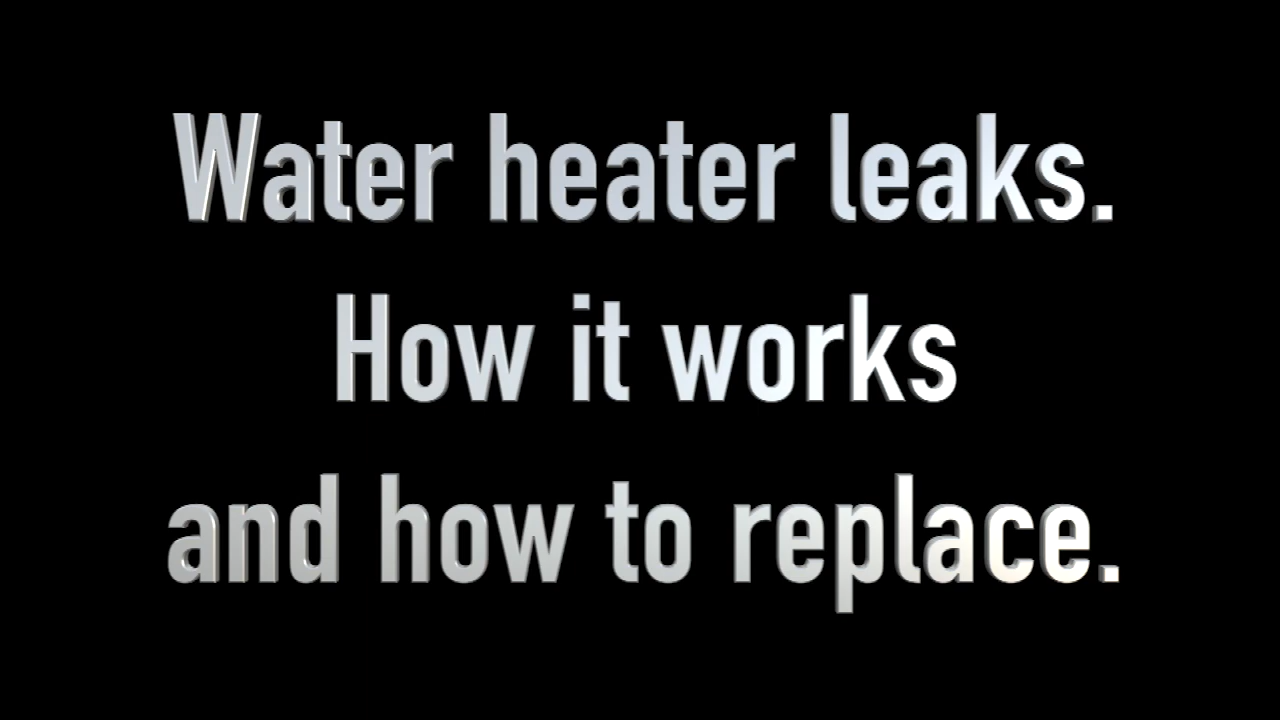 Water heater leaks.
How it works
and how to replace.